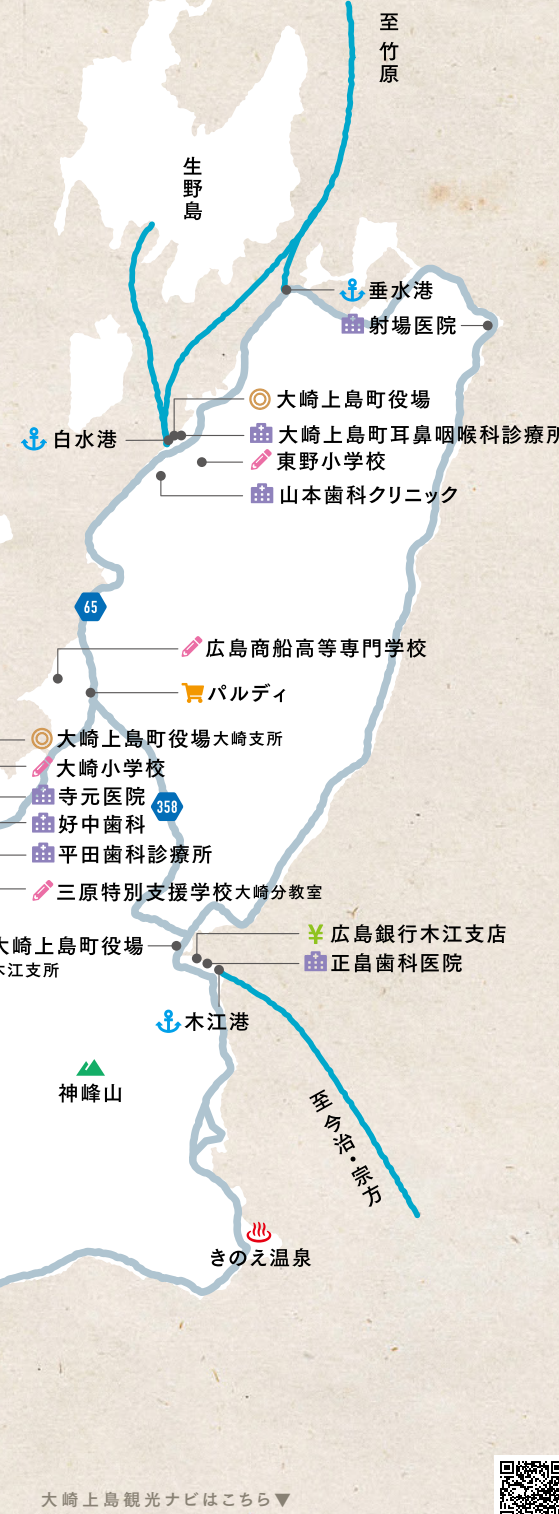 至 竹原
生野島
垂水港
射場医院
大崎上島町役場
白水港
大崎上島町耳鼻咽喉科診療所
東野小学校
山本歯科クリニック
65
広島商船高等専門学校
パルディ
大崎上島町役場大崎支所
大崎小学校
寺元医院
358
好中歯科
平田歯科診療所
三原特別支援学校大崎分教室
広島銀行木江支店
大崎上島町役場
木江支所
正畠歯科医院
木江港
神峰山
至 今治・宗方
きのえ温泉
大崎上島観光ナビはこちら▼